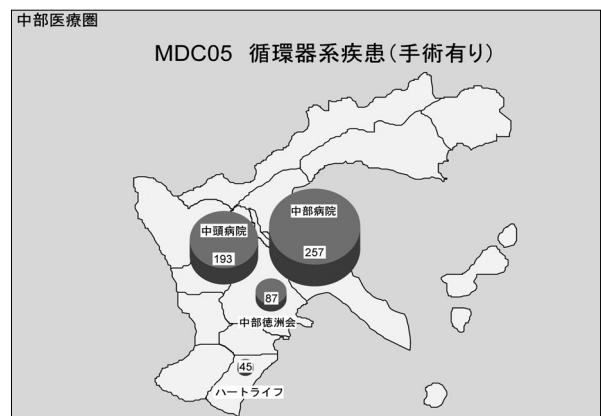 中部医療圏
MDC05 循環器系疾患(手術有り)
中部病院
257
中頭病院
193
87
中部徳洲会
45
ハートライフ